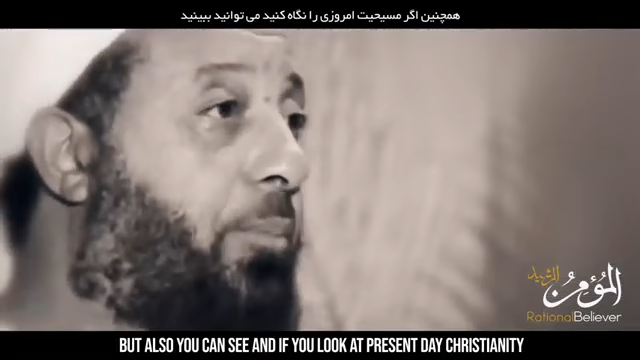 همچنین اگر مسیحیت امروزی را نگاه کنید می توانید ببینید
المؤمنُ الرشيد
RationalBeliever
BUT ALSO YOU CAN SEE AND IF YOU LOOK AT PRESENT DAY CHRISTIANITY